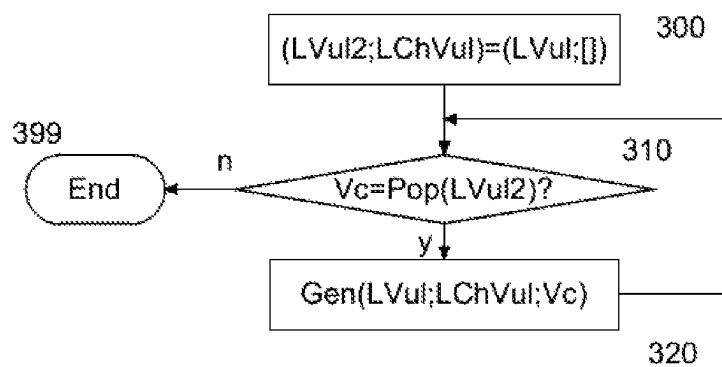 300
(LVul2;LChVul)=(LVul;[])
399
310
n
End
Vc=Pop(LVul2)?
y
Gen(LVul;LChVul;Vc)
320